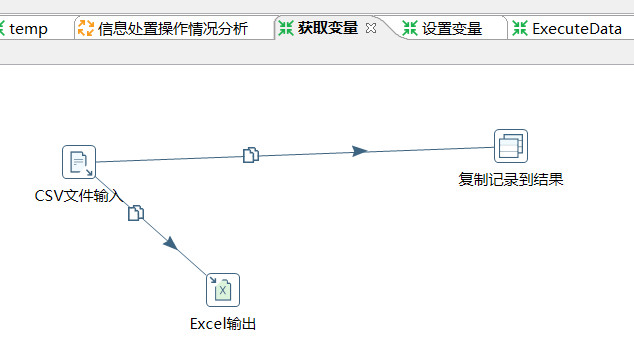 temp
信息处置操作情况分析
获取变量
设置变量
ExecuteData
CSV文件输入
复制记录到结果
Excel输出